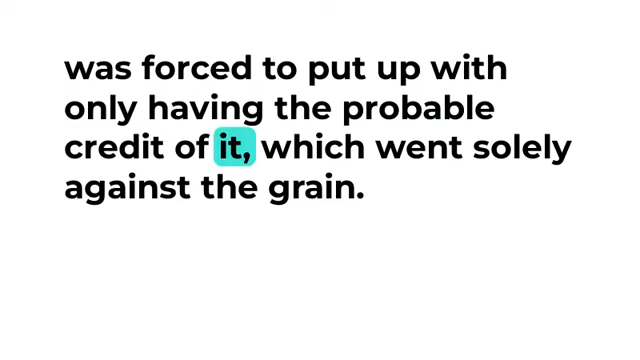 was forced to put up with
only having the probable
credit of it, which went solely
against the grain.